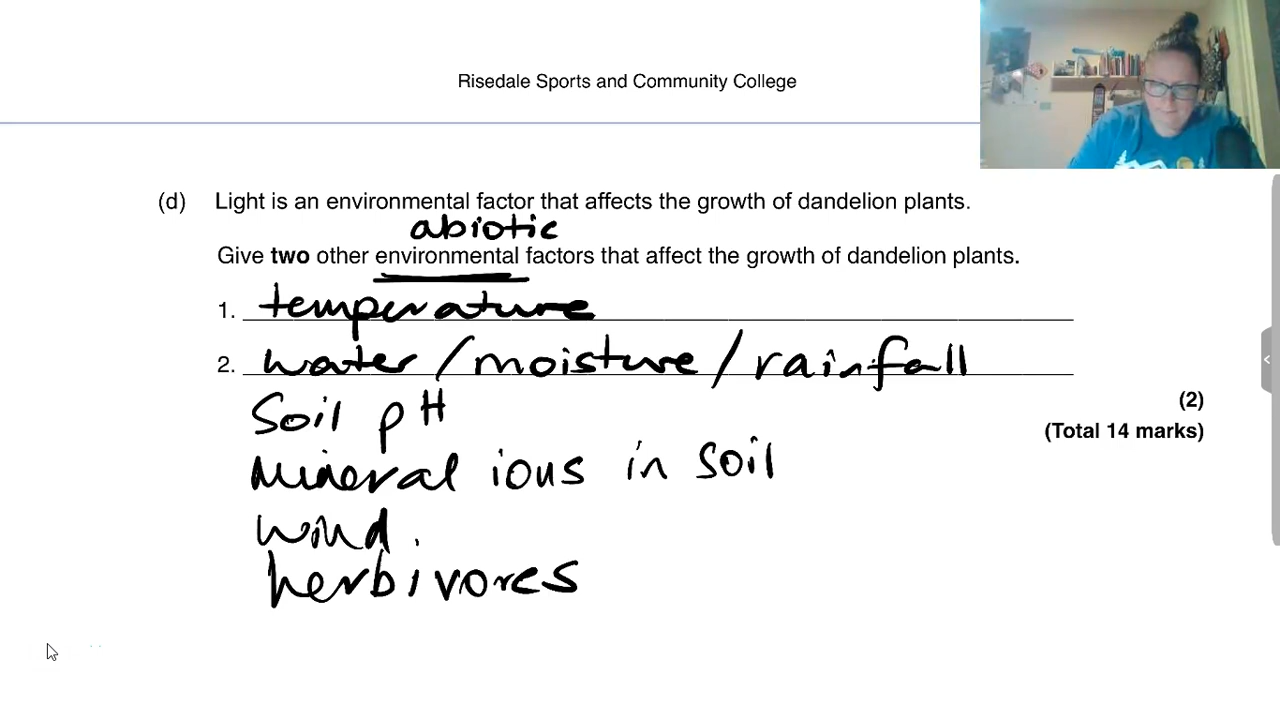 Risedale Sports and Community College
(d) Light is an environmental factor that affects the growth of dandelion plants.
abiotic
Give two other environmental factors that affect the growth of dandelion plants.
1. temperature
2. water / moisture / rainfall
(2)
Soil pH
(Total 14 marks)
Mineral ions in soil
Wind.
herbivores